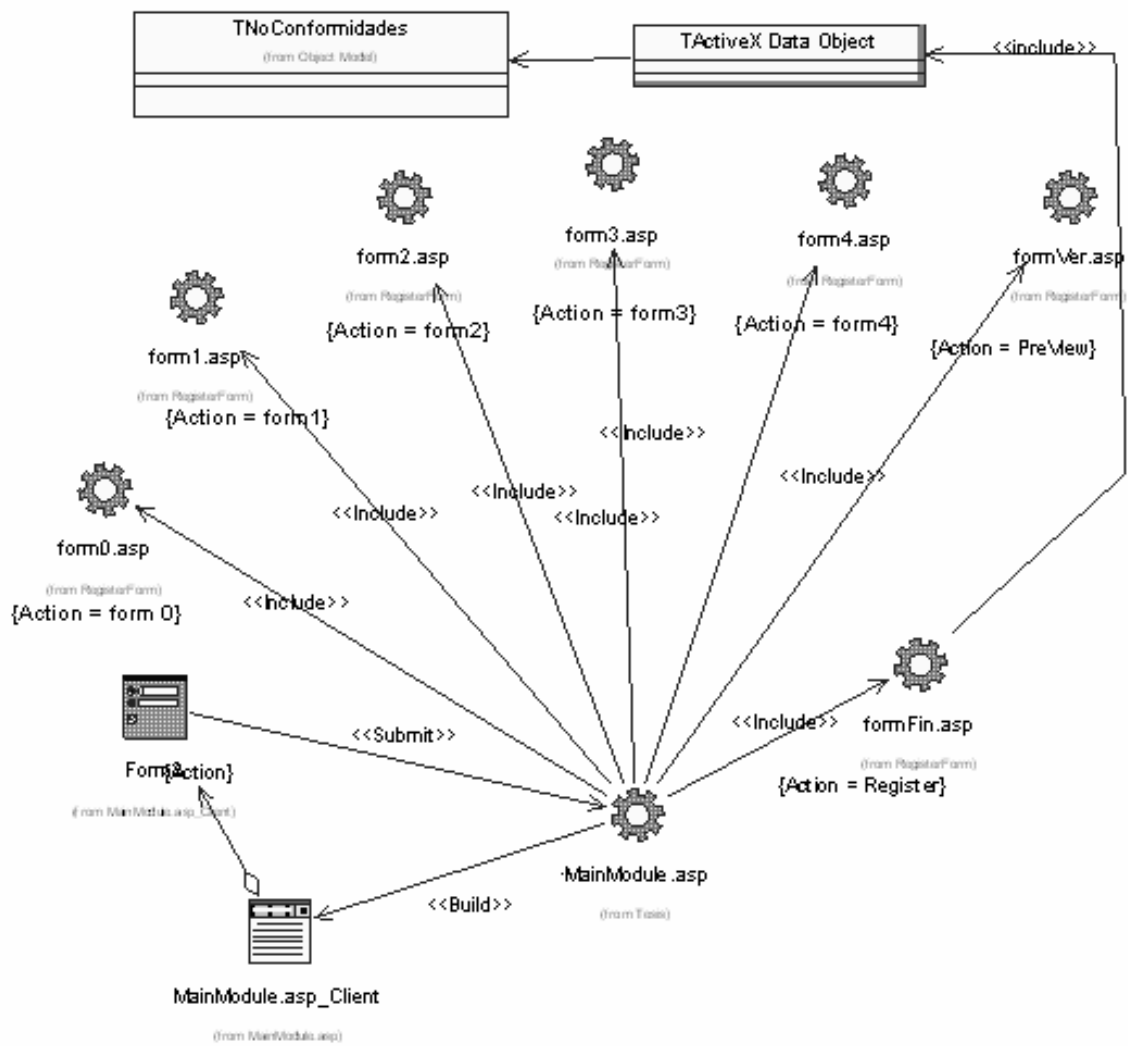 TNoConformidades
(from Object Model)
TActiveX Data Object
<<include>>
form3.asp
(from RegisterForm)
{Action = form3}
form4.asp
(from RegisterForm)
{Action = form4}
form2.asp
(from RegisterForm)
{Action = form2}
formVer.asp
(from RegisterForm)
{Action = PreView}
form1.asp
(from RegisterForm)
{Action = form1}
<<Include>>
<<Include>>
<<Include>>
<<Include>>
<<Include>>
form0.asp
(from RegisterForm)
{Action = form 0}
<<Include>>
<<Submit>>
<<Include>>
formFin.asp
(from RegisterForm)
{Action = Register}
{Action}
(from MainModule.asp_Client)
MainModule.asp
<<Build>>
MainModule.asp_Client
(from MainModule.asp)